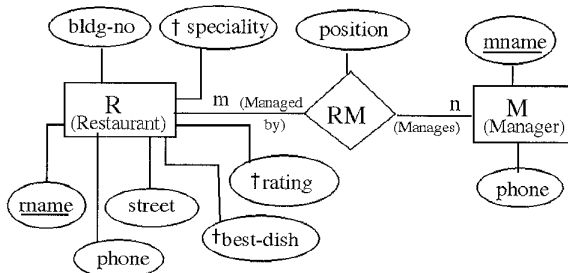 bldg-no
† speciality
position
mname
R
(Restaurant)
m
(Managed
by)
RM
n
(Manages)
M
(Manager)
rname
phone
street
†best-dish
†rating
phone